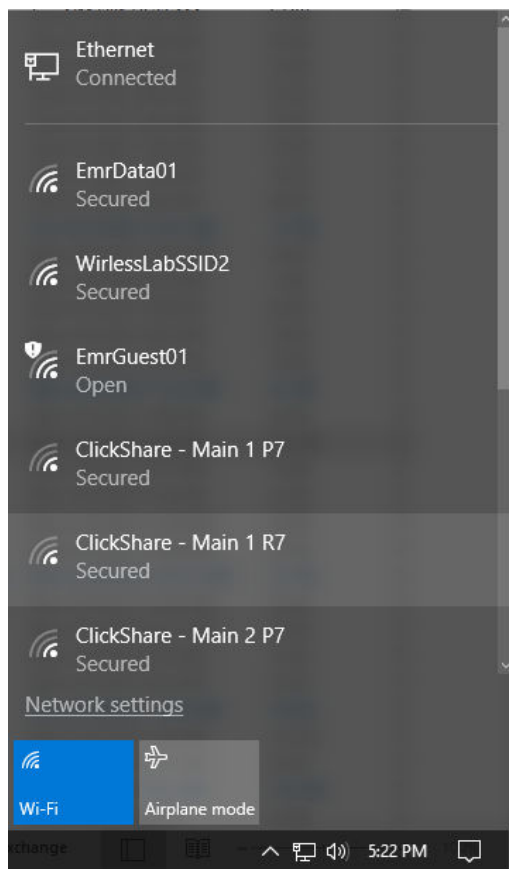 Ethernet
Connected
EmrData01
Secured
WirlessLabSSID2
Secured
EmrGuest01
Open
ClickShare - Main 1 P7
Secured
ClickShare - Main 1 R7
Secured
ClickShare - Main 2 P7
Secured
Network settings
Wi-Fi
Airplane mode
5:22 PM